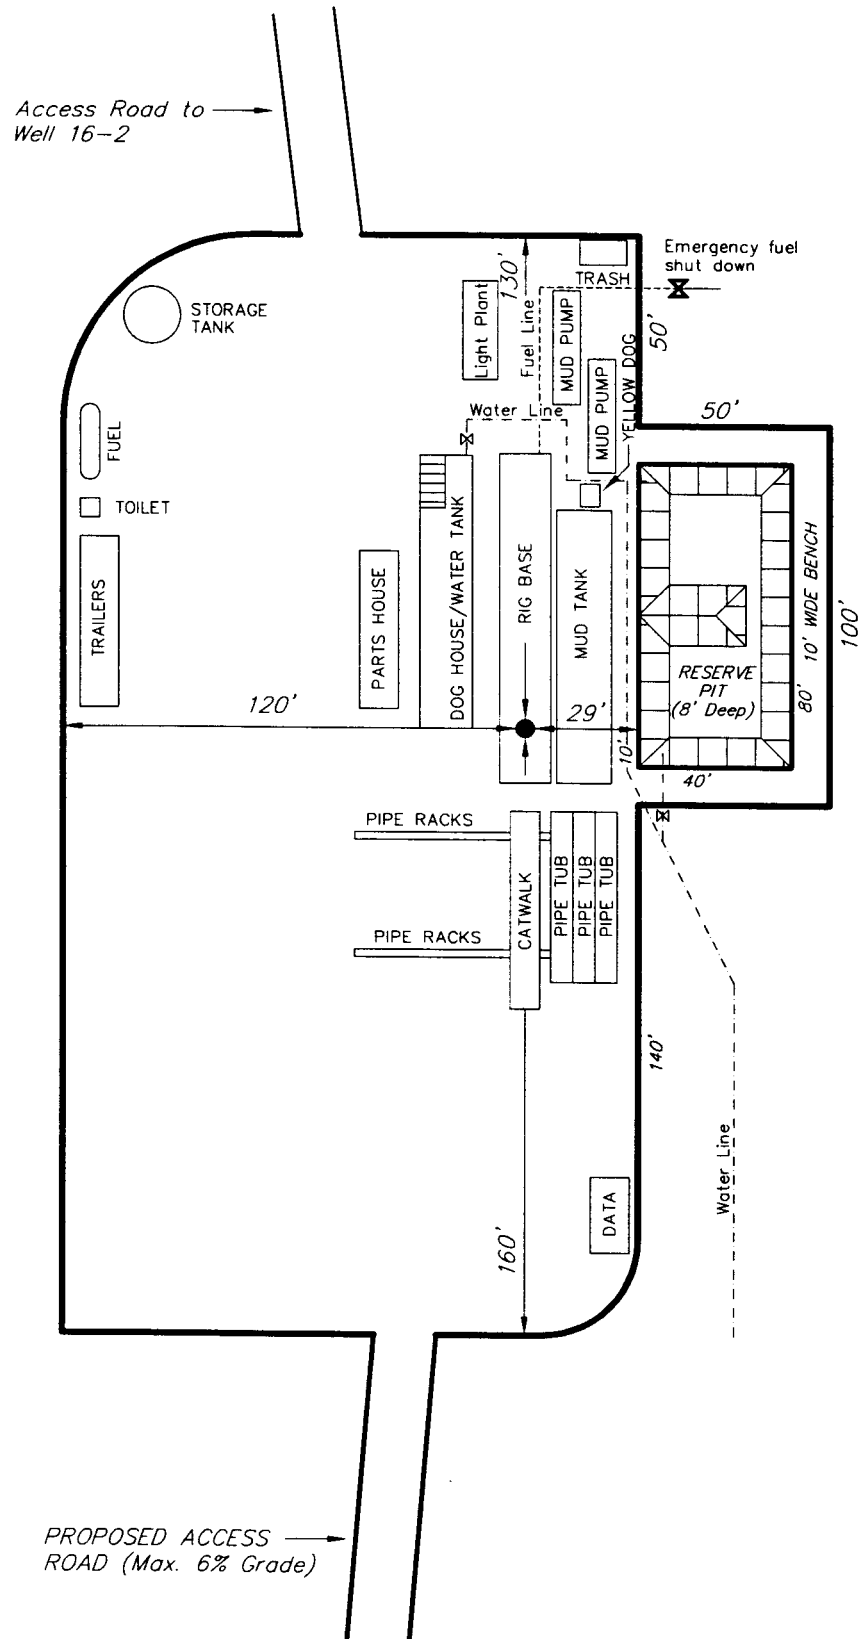 Access Road to
Well 16-2
Emergency fuel
shut down
TRASH
130'
STORAGE
TANK
Light Plant
Fuel Line
MUD PUMP
50'
YELLOW DOG
MUD PUMP
Water Line
50'
FUEL
TOILET
TRAILERS
PARTS HOUSE
DOG HOUSE/WATER TANK
RIG BASE
MUD TANK
10' WIDE BENCH
100'
RESERVE
PIT
(8' Deep)
80'
120'
29'
10'
40'
PIPE RACKS
CATWALK
PIPE TUB
PIPE TUB
PIPE TUB
PIPE RACKS
140'
Water Line
DATA
160'
PROPOSED ACCESS
ROAD (Max. 6% Grade)